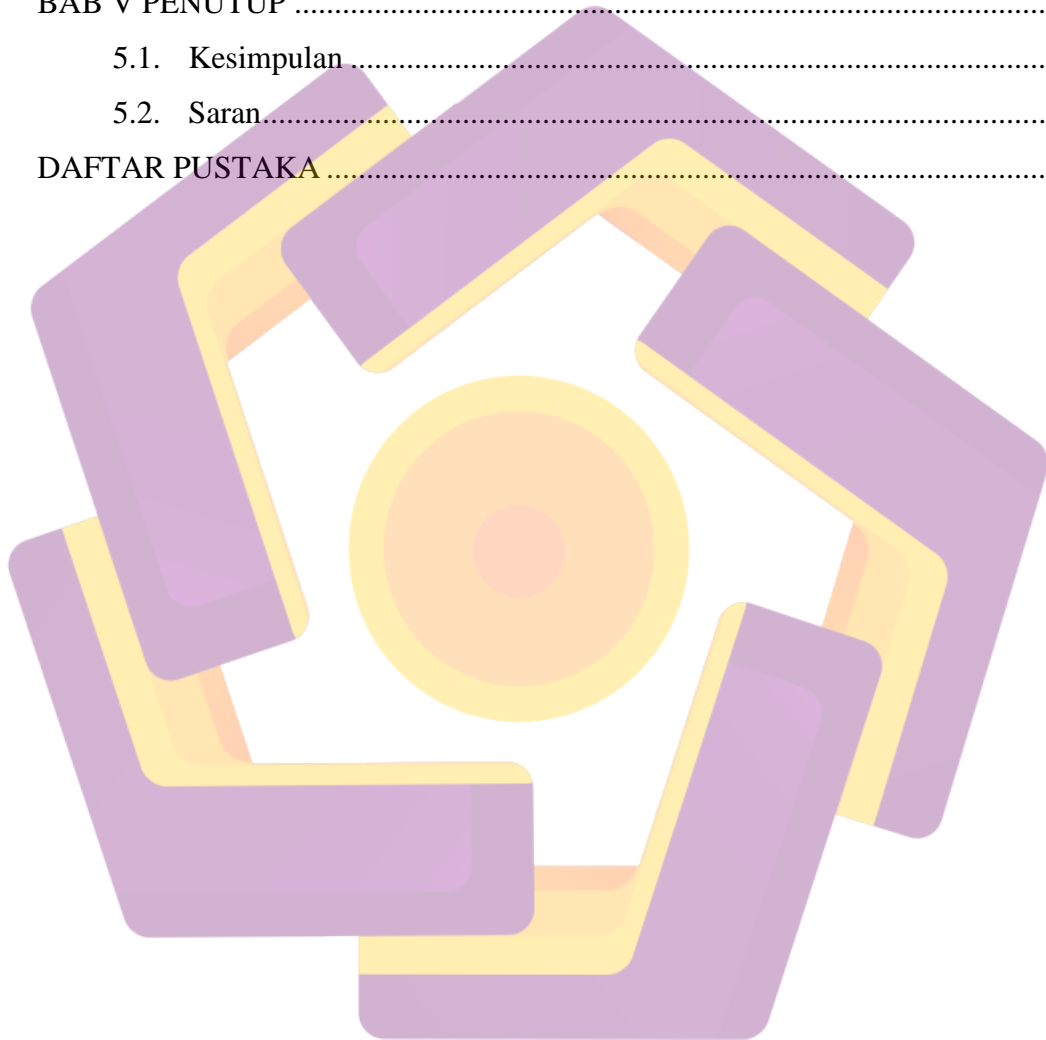 BAB V PENUTUP ........................................................................................
5.1. Kesimpulan ........................................................................................
5.2. Saran........................................................................................
DAFTAR PUSTAKA ........................................................................................